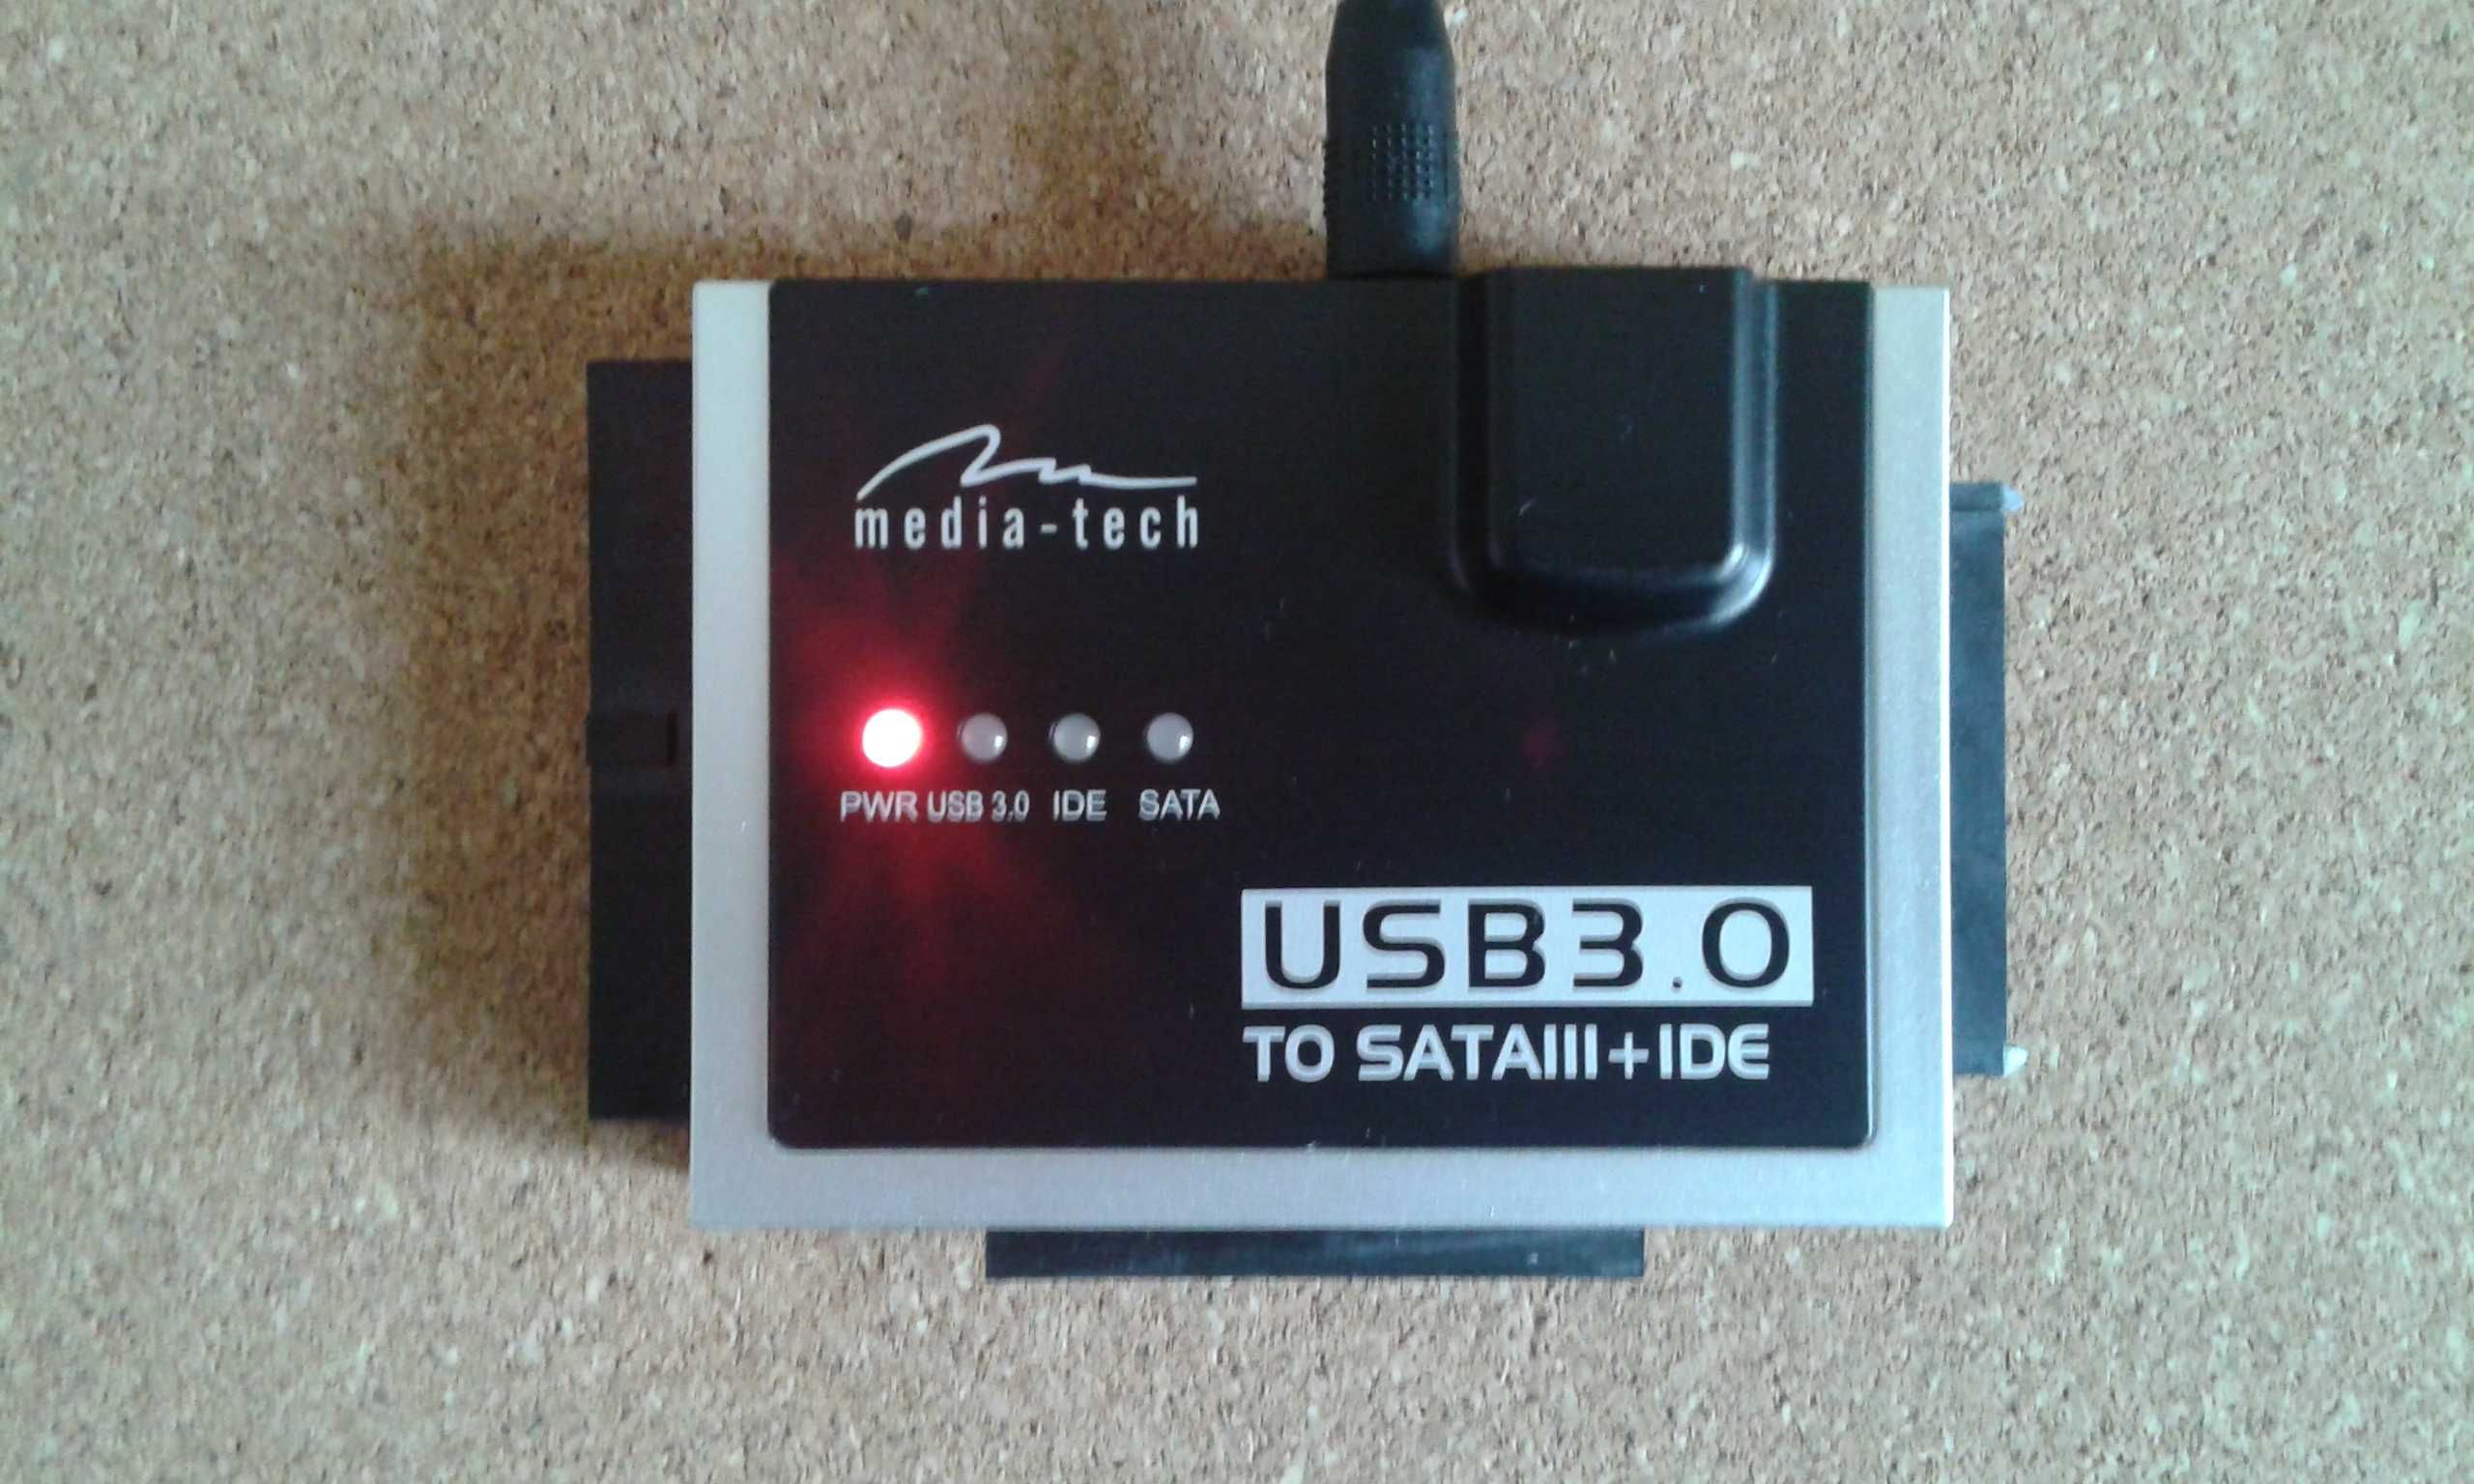 media-tech
PWR USB 3.0 IDE SATA
USB3.0
TO SATAIII+IDE